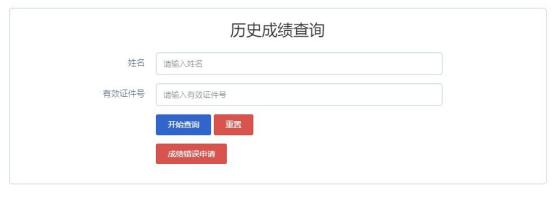 历史成绩查询
姓名 请输入姓名
有效证件号 请输入有效证件号
开始查询 重置
成绩错误申请